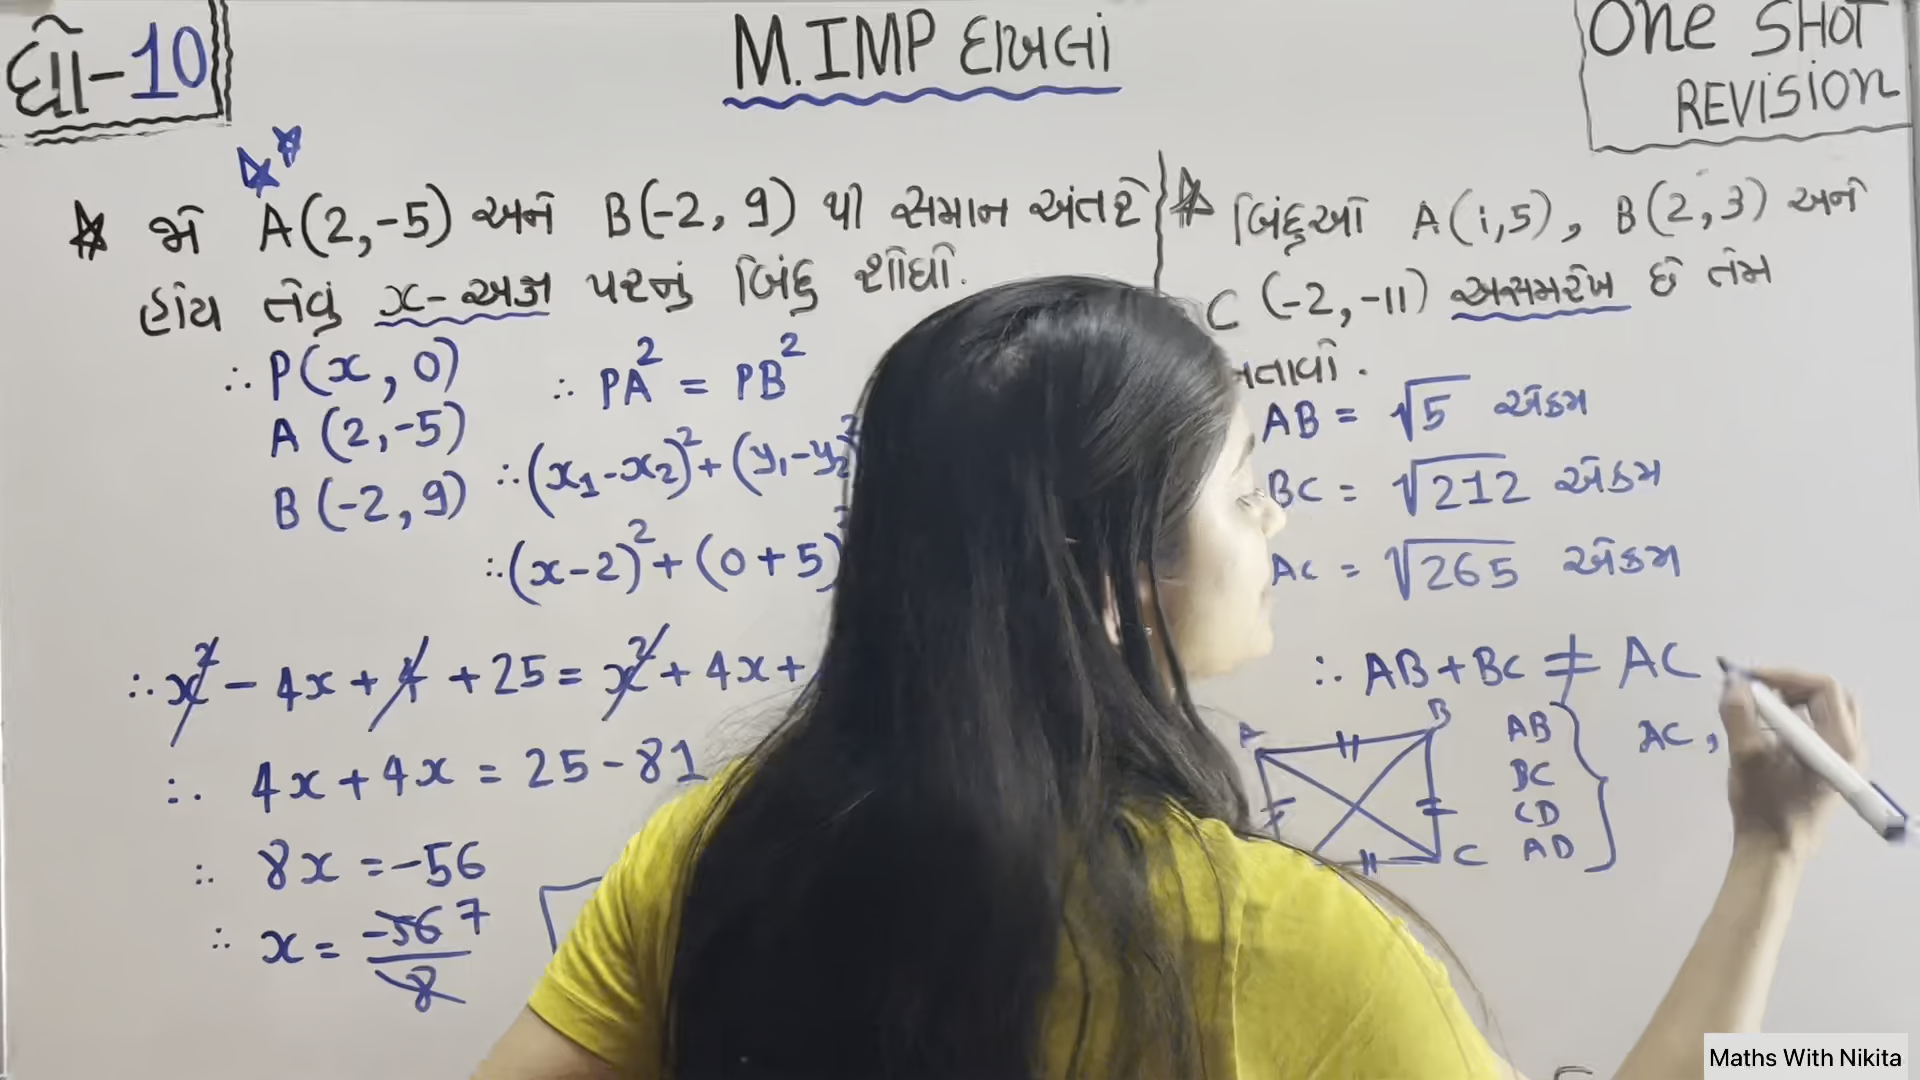 ધો-10
M.IMP દાખલા
One SHOT
REVISION
જો A(2,-5) અને B(-2, 9) થી સમાન અંતરે
હોય તેવું x-અક્ષ પરનું બિંદુ શોધો.
∴ P(x, 0)
A (2,-5)
B (-2, 9)
∴ PA² = PB²
∴ (x₁-x₂)² + (y₁-y₂)²
∴ (x-2)² + (0+5)
∴ x² - 4x + 4 + 25 = x² + 4x +
∴ 4x + 4x = 25 - 81
∴ 8x = -56
∴ x = -56 7
8
બિંદુઓ A(1,5), B(2,3) અને
C (-2,-11) અસમરેખ છે તેમ
તાવો.
AB = √5 એકમ
BC = √212 એકમ
AC = √265 એકમ
∴ AB + BC ≠ AC
A B
C
AB
BC
CD
AD
AC,
Maths With Nikita